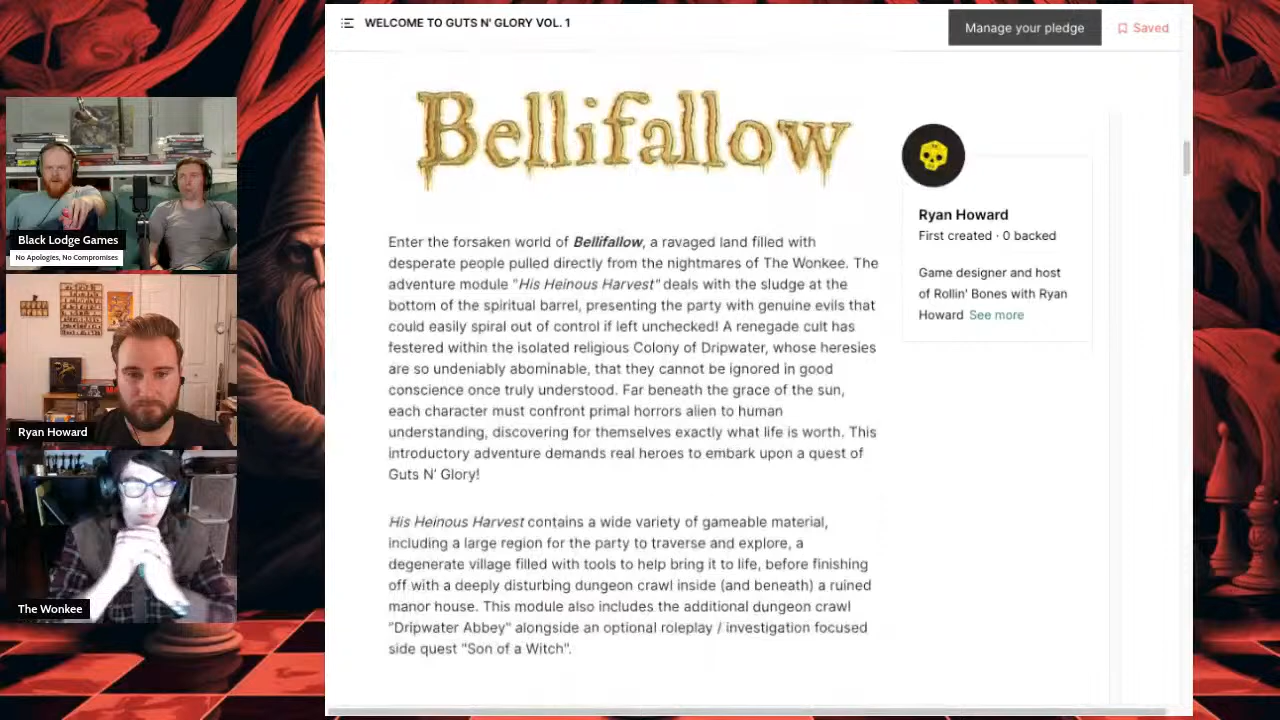 WELCOME TO GUTS N' GLORY VOL. 1
Manage your pledge
Saved
Bellifallow
Enter the forsaken world of Bellifallow, a ravaged land filled with
desperate people pulled directly from the nightmares of The Wonkee. The
adventure module "His Heinous Harvest" deals with the sludge at the
bottom of the spiritual barrel, presenting the party with genuine evils that
could easily spiral out of control if left unchecked! A renegade cult has
festered within the isolated religious Colony of Dripwater, whose heresies
are so undeniably abominable, that they cannot be ignored in good
conscience once truly understood. Far beneath the grace of the sun,
each character must confront primal horrors alien to human
understanding, discovering for themselves exactly what life is worth. This
introductory adventure demands real heroes to embark upon a quest of
Guts N' Glory!
His Heinous Harvest contains a wide variety of gameable material,
including a large region for the party to traverse and explore, a
degenerate village filled with tools to help bring it to life, before finishing
off with a deeply disturbing dungeon crawl inside (and beneath) a ruined
manor house. This module also includes the additional dungeon crawl
"Dripwater Abbey" alongside an optional roleplay / investigation focused
side quest "Son of a Witch".
Ryan Howard
First created · 0 backed
Game designer and host
of Rollin' Bones with Ryan
Howard See more
Black Lodge Games
No Apologies, No Compromises
Ryan Howard
The Wonkee